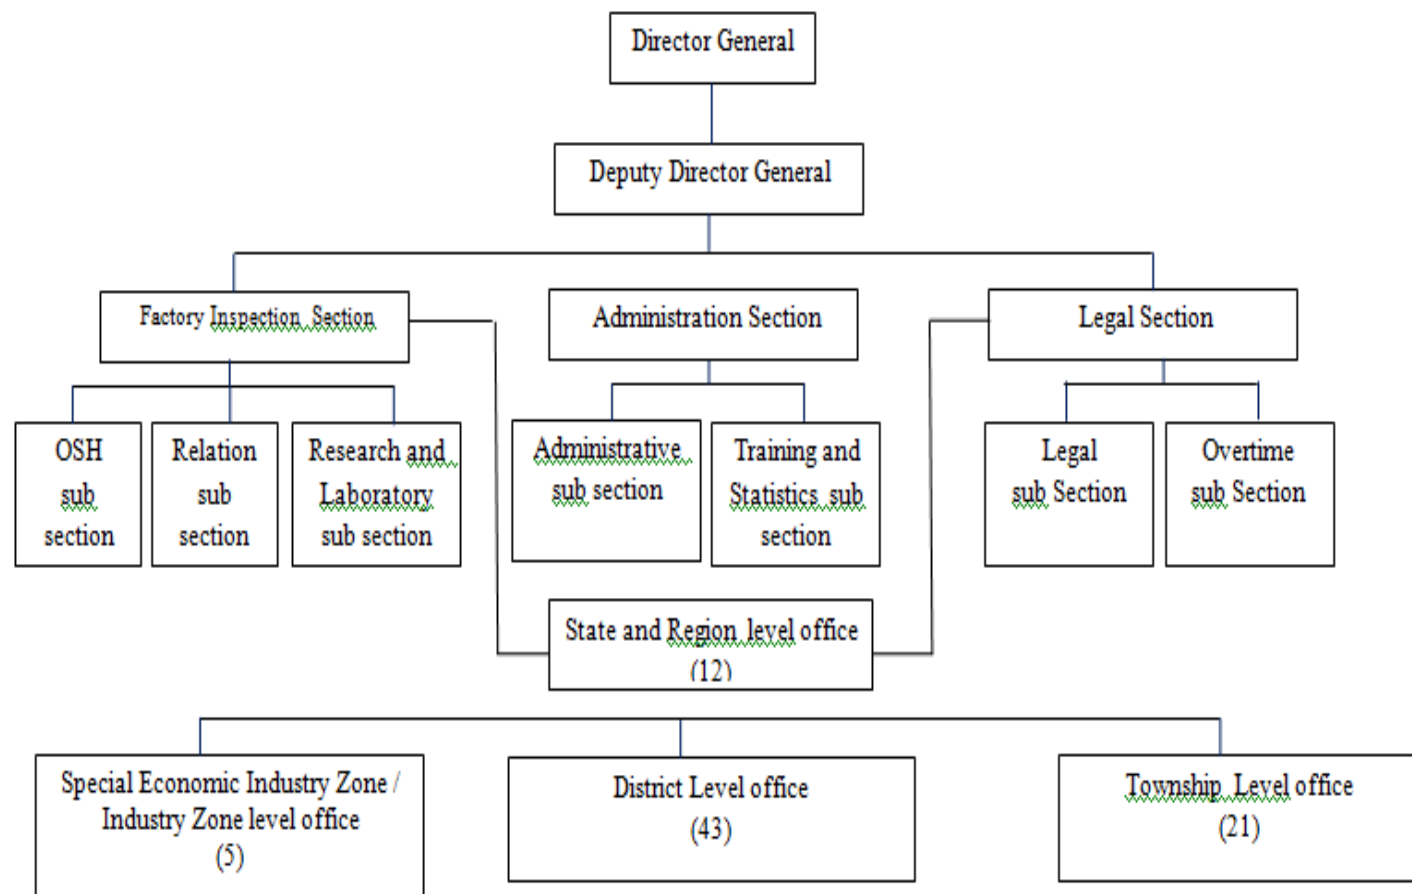 Director General
Deputy Director General
Factory Inspection Section
Administration Section
Legal Section
OSH
sub
section
Relation
sub
section
Research and
Laboratory
sub section
Administrative
sub section
Training and
Statistics sub
section
Legal
sub Section
Overtime
sub Section
State and Region level office
(12)
Special Economic Industry Zone /
Industry Zone level office
(5)
District Level office
(43)
Township Level office
(21)